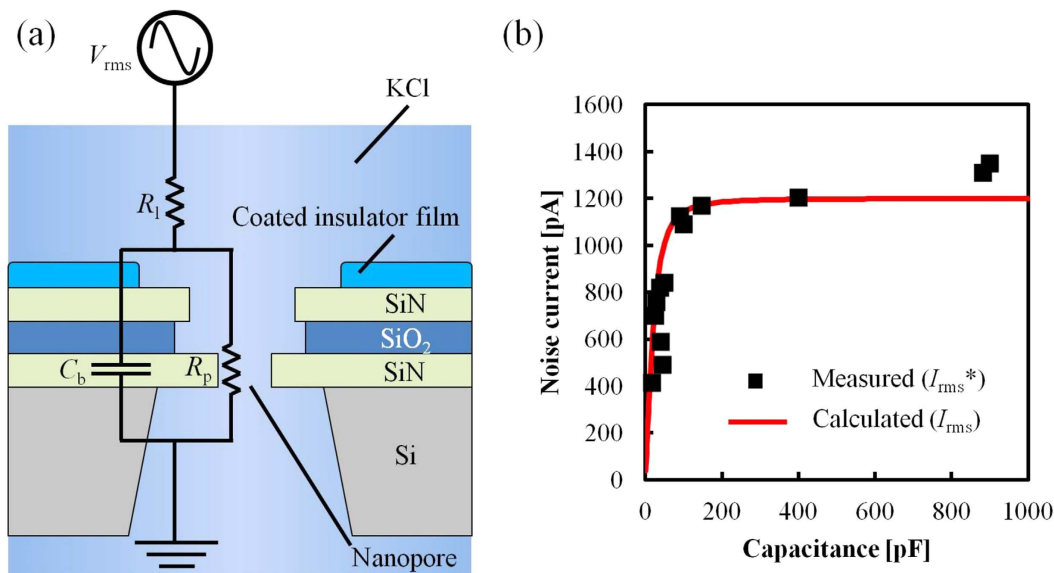 (a)
V_rms
KCl
R_l
Coated insulator film
SiN
SiO₂
C_b
R_p
SiN
Si
Nanopore
(b)
Noise current [pA]
1600
1400
1200
1000
800
600
400
200
0
Measured (I_rms*)
Calculated (I_rms)
0 200 400 600 800 1000
Capacitance [pF]